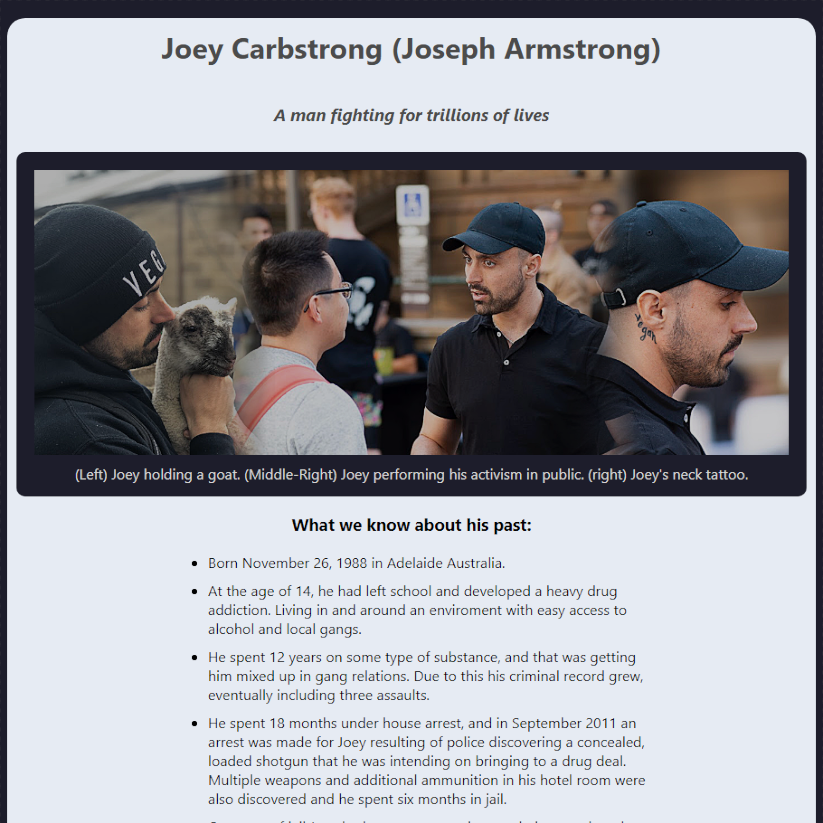 Joey Carbstrong (Joseph Armstrong)
A man fighting for trillions of lives
VEG
vegan
(Left) Joey holding a goat. (Middle-Right) Joey performing his activism in public. (right) Joey's neck tattoo.
What we know about his past:
• Born November 26, 1988 in Adelaide Australia.
• At the age of 14, he had left school and developed a heavy drug
addiction. Living in and around an enviroment with easy access to
alcohol and local gangs.
• He spent 12 years on some type of substance, and that was getting
him mixed up in gang relations. Due to this his criminal record grew,
eventually including three assaults.
• He spent 18 months under house arrest, and in September 2011 an
arrest was made for Joey resulting of police discovering a concealed,
loaded shotgun that he was intending on bringing to a drug deal.
Multiple weapons and additional ammunition in his hotel room were
also discovered and he spent six months in jail.